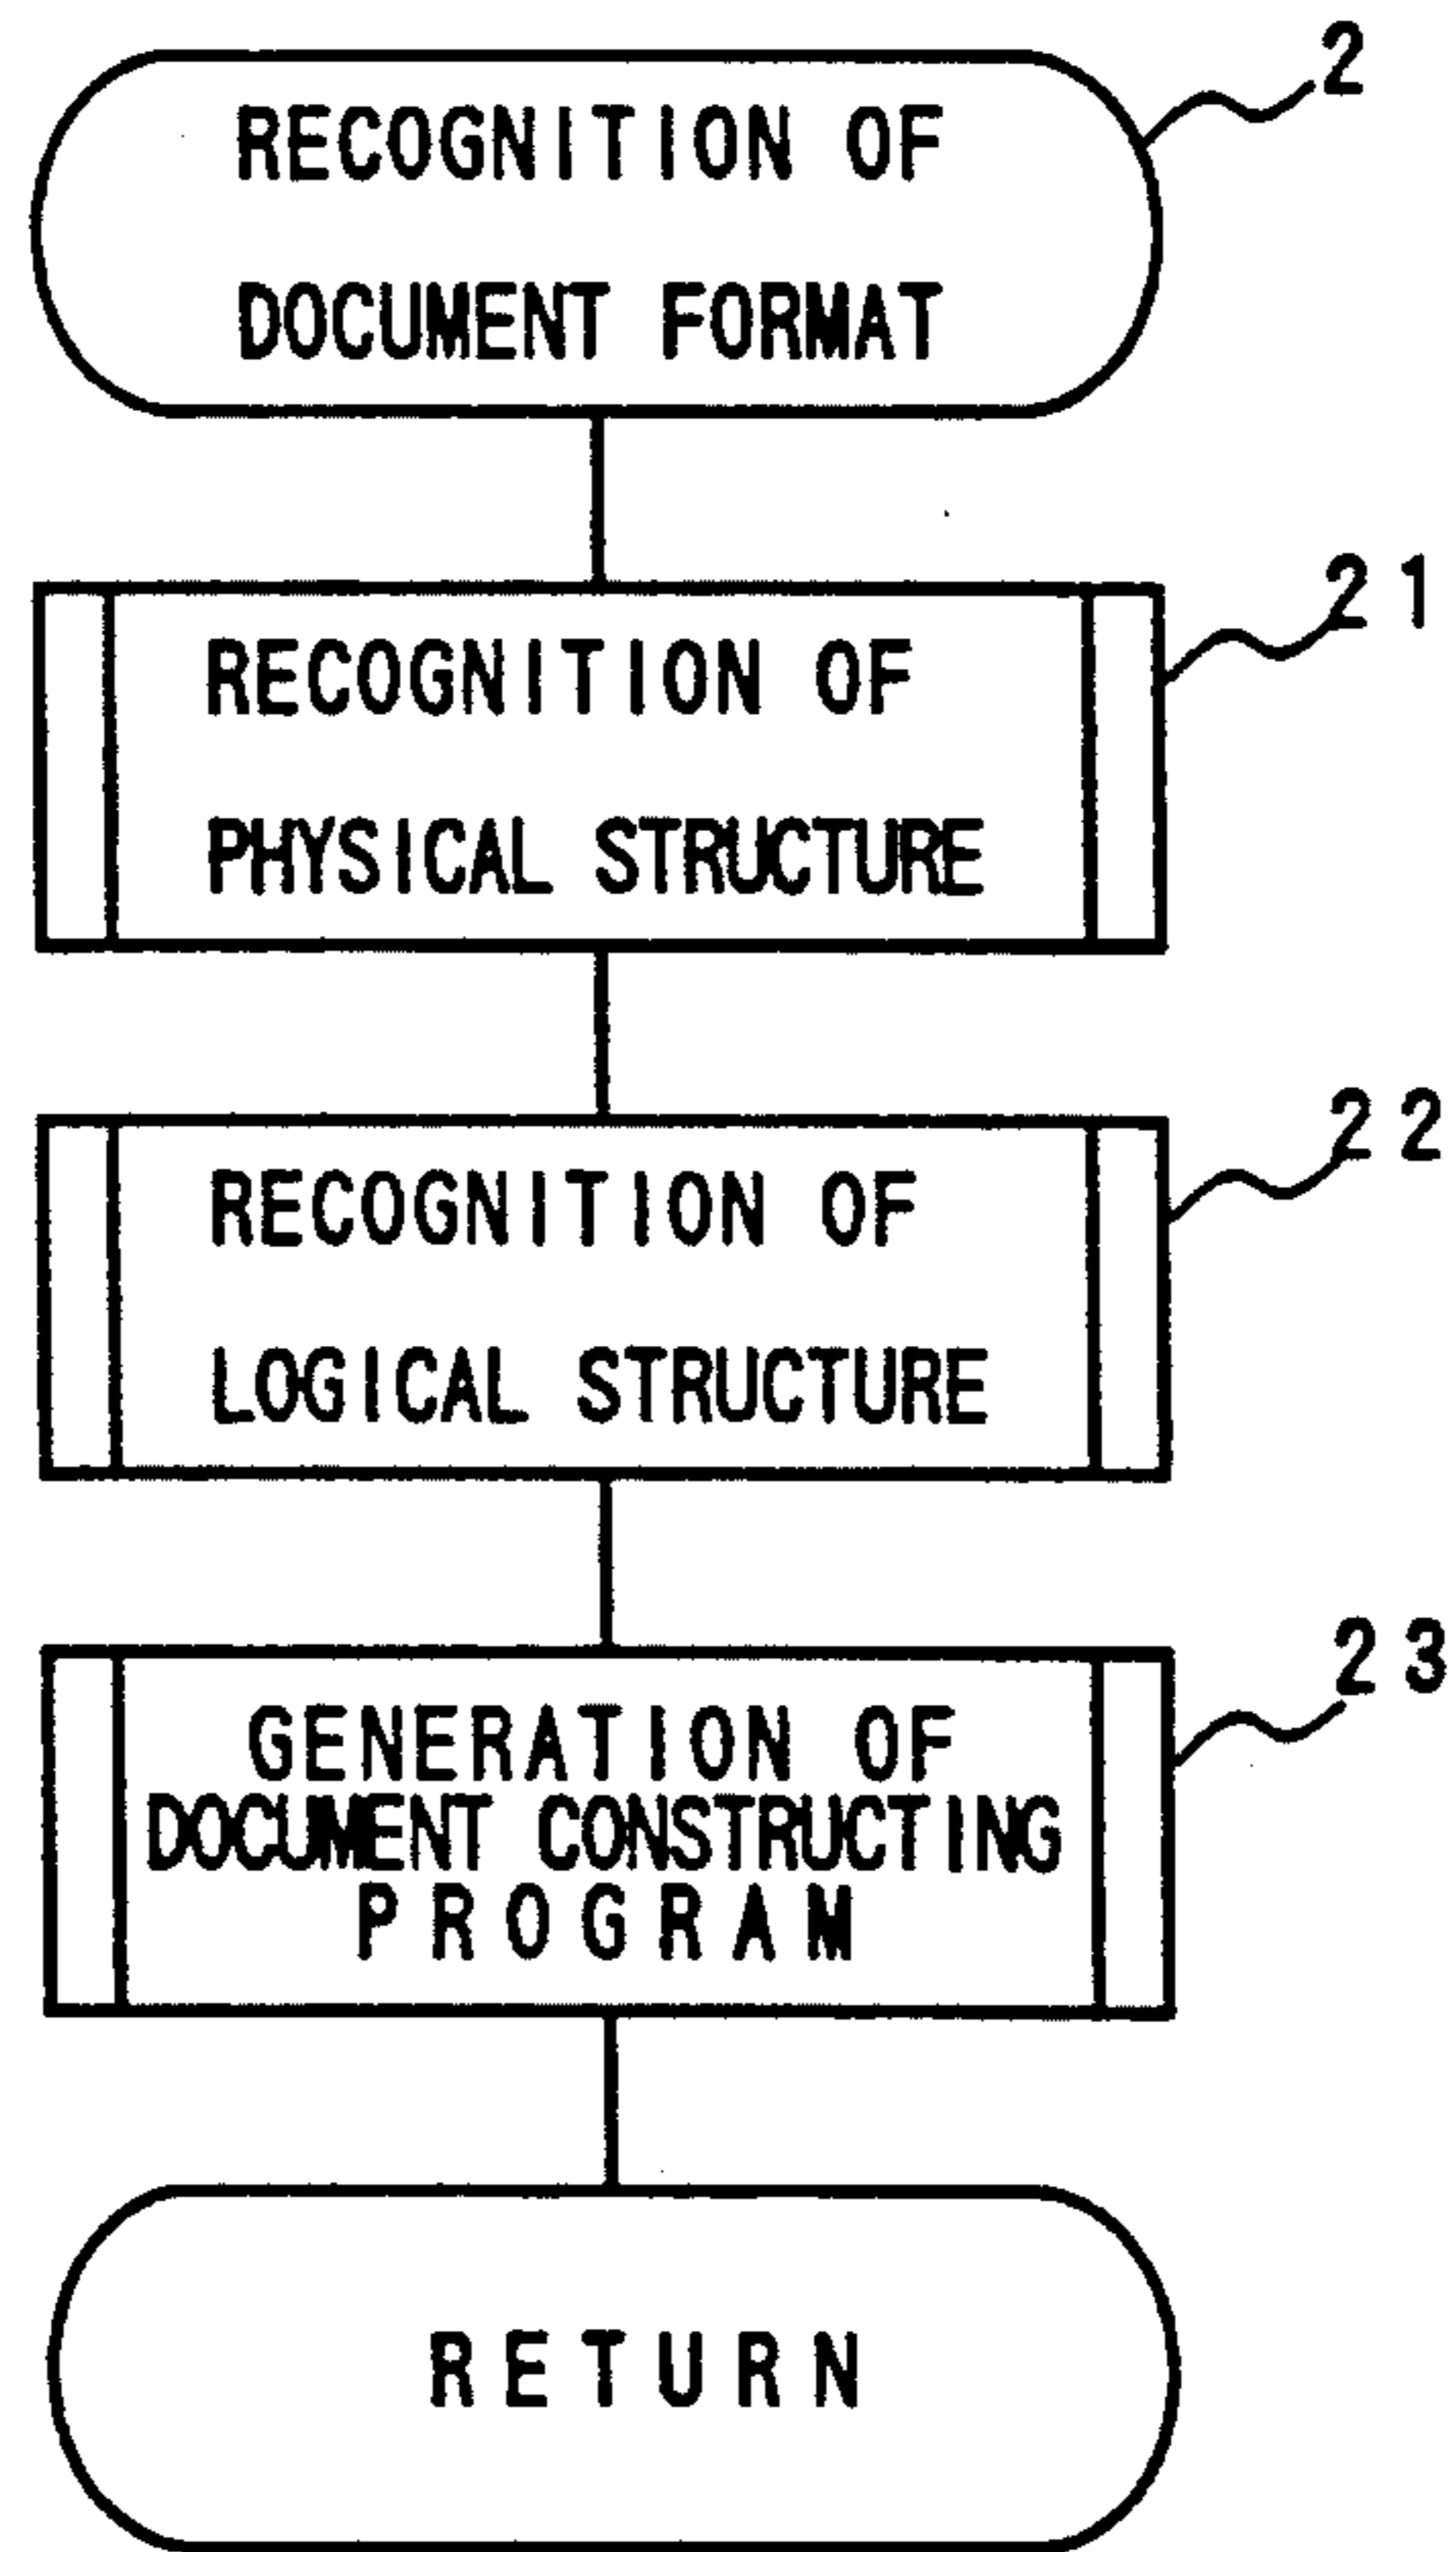 2
RECOGNITION OF
DOCUMENT FORMAT
21
RECOGNITION OF
PHYSICAL STRUCTURE
22
RECOGNITION OF
LOGICAL STRUCTURE
23
GENERATION OF
DOCUMENT CONSTRUCTING
PROGRAM
RETURN